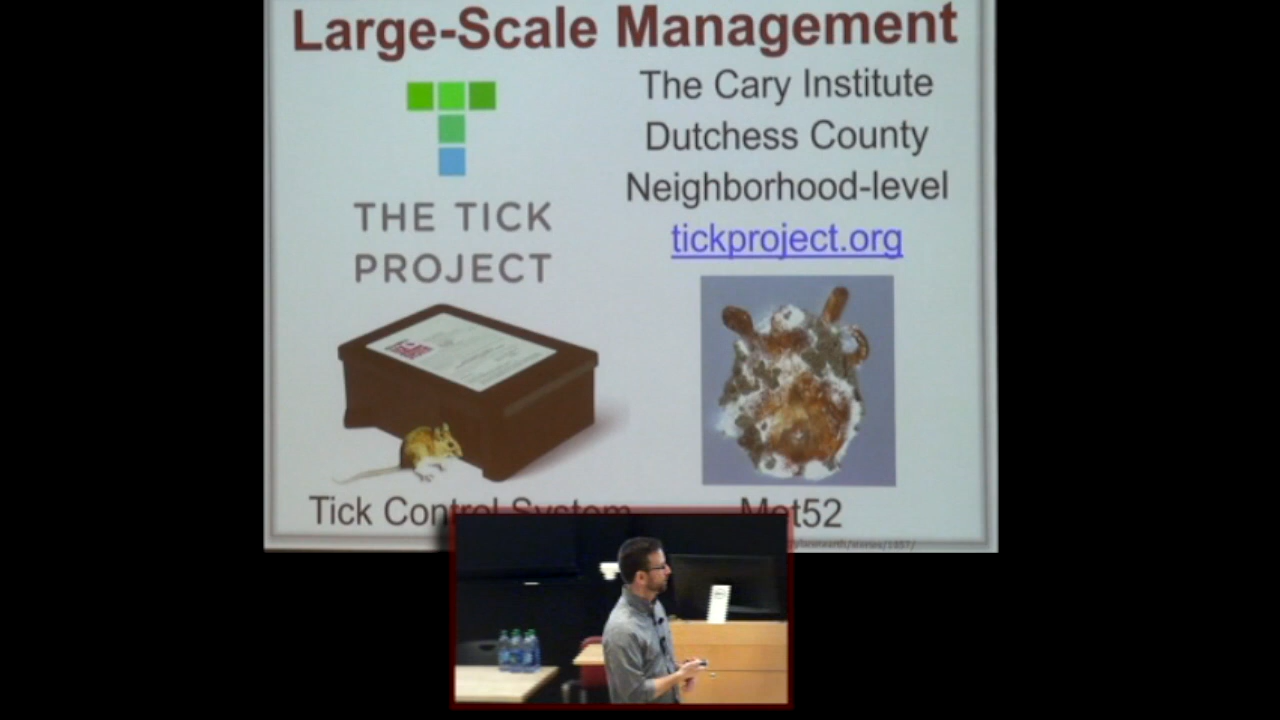 Large-Scale Management
The Cary Institute
Dutchess County
Neighborhood-level
tickproject.org
THE TICK
PROJECT
Tick Control System
Met52